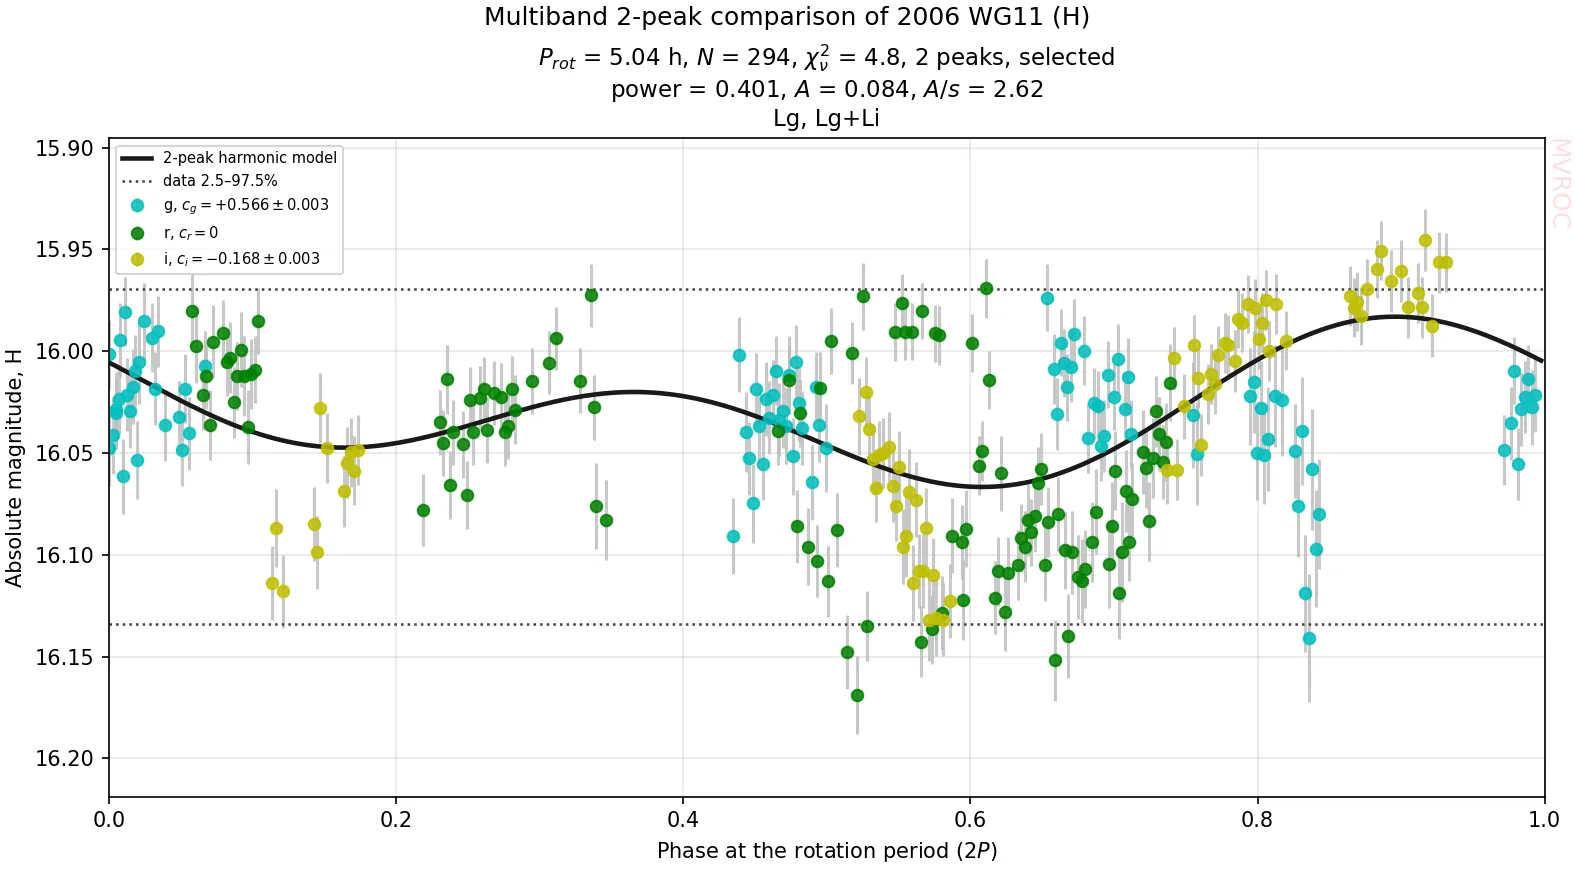 Multiband 2-peak comparison of 2006 WG11 (H)
P_rot = 5.04 h, N = 294, χ²_ν = 4.8, 2 peaks, selected
power = 0.401, A = 0.084, A/s = 2.62
Lg, Lg+Li
2-peak harmonic model
data 2.5–97.5%
g, c_g = +0.566 ± 0.003
r, c_r = 0
i, c_i = −0.168 ± 0.003
MVROC
Absolute magnitude, H
15.90
15.95
16.00
16.05
16.10
16.15
16.20
0.0 0.2 0.4 0.6 0.8 1.0
Phase at the rotation period (2P)